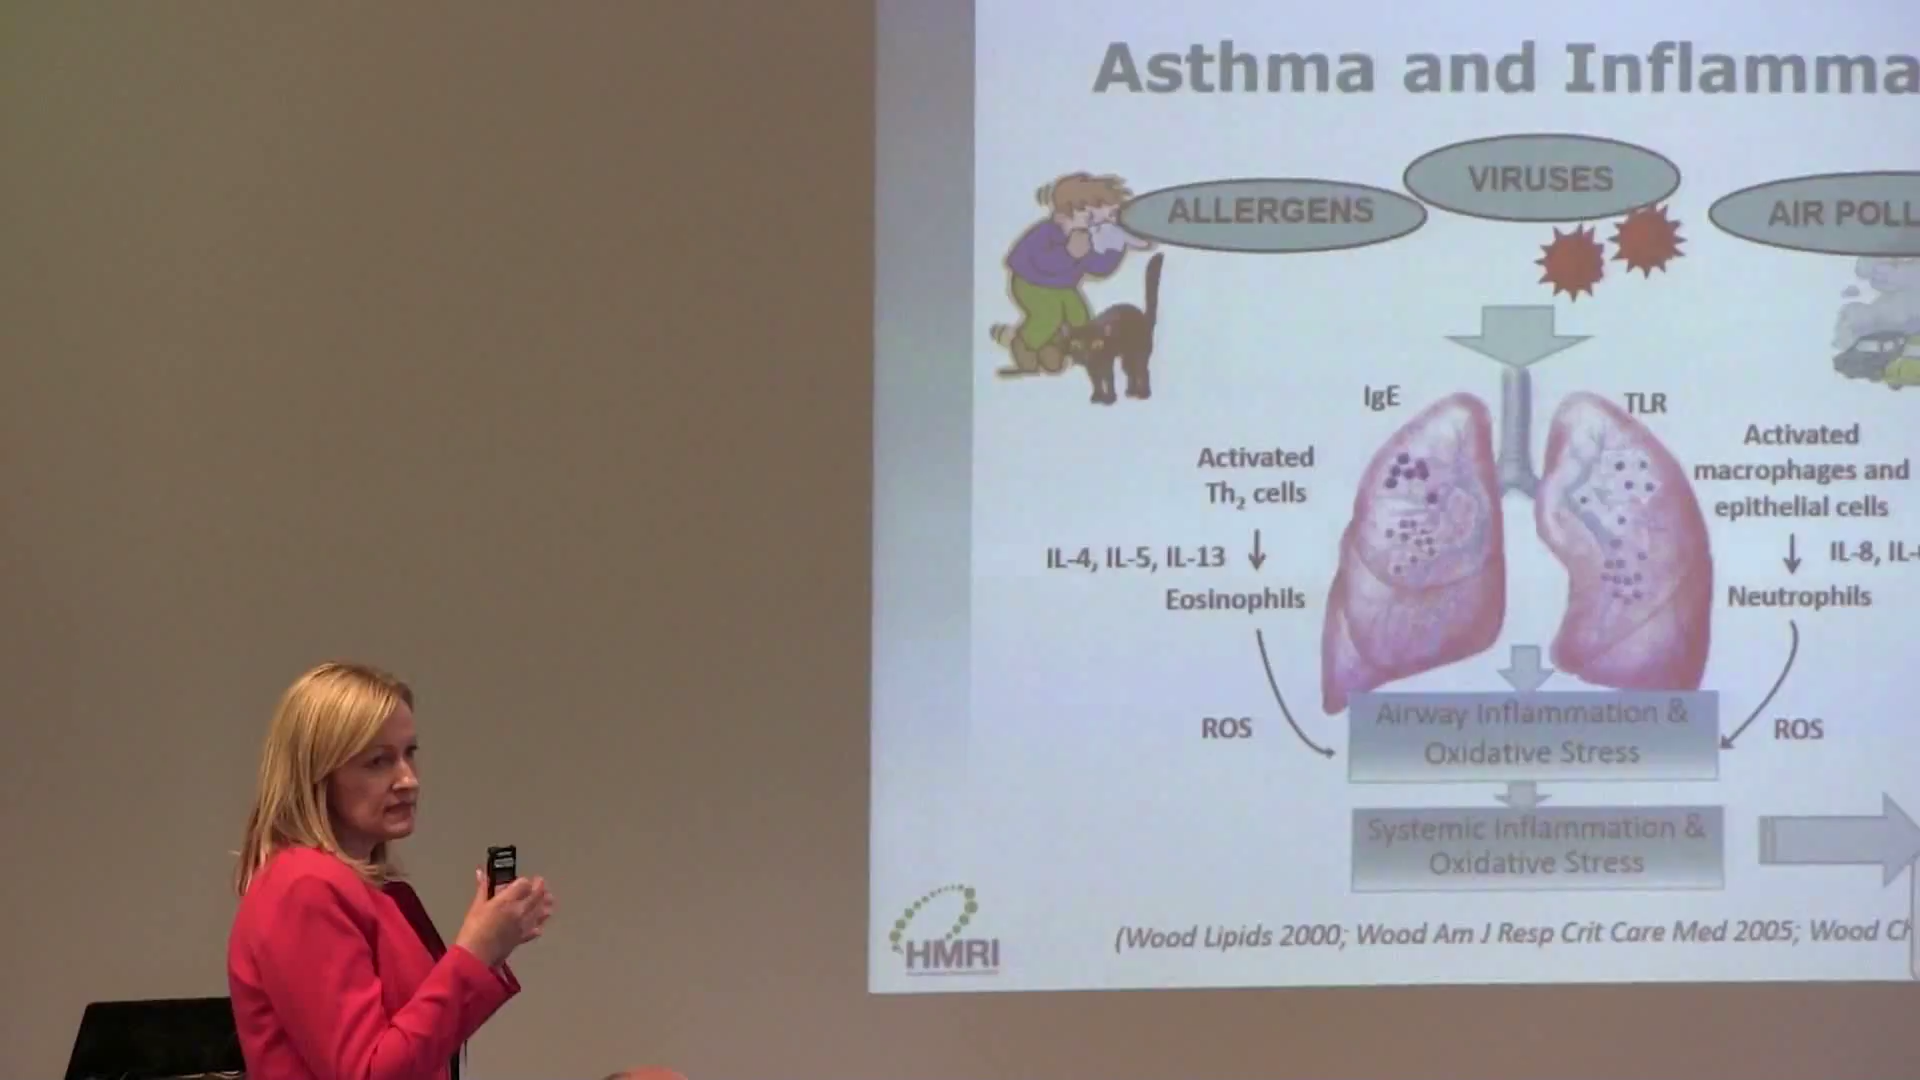 Asthma and Inflamma
VIRUSES
ALLERGENS
AIR POLL
IgE
TLR
Activated
Th₂ cells
IL-4, IL-5, IL-13
Eosinophils
ROS
Activated
macrophages and
epithelial cells
IL-8, IL-
Neutrophils
ROS
Airway Inflammation &
Oxidative Stress
Systemic Inflammation &
Oxidative Stress
HMRI
(Wood Lipids 2000; Wood Am J Resp Crit Care Med 2005; Wood Ch